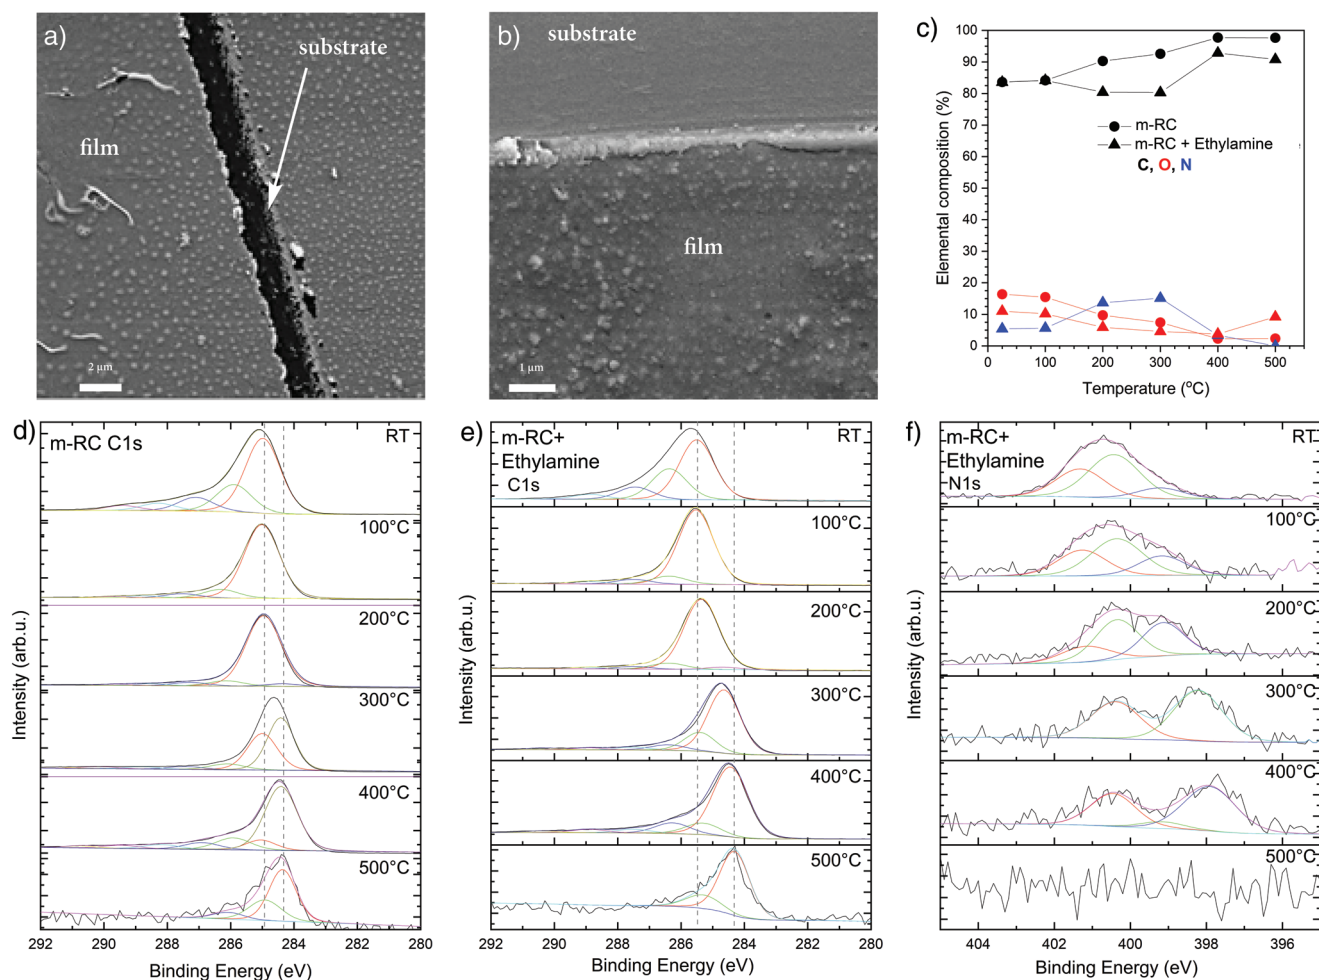 a)
substrate
film
2 μm
b)
substrate
film
1 μm
c)
100
90
80
70
60
50
40
30
20
10
0
Elemental composition (%)
m-RC
m-RC + Ethylamine
C, O, N
0 100 200 300 400 500
Temperature (ºC)
d)
m-RC C1s
RT
100°C
200°C
300°C
400°C
500°C
Intensity (arb.u.)
292 290 288 286 284 282 280
Binding Energy (eV)
e)
m-RC+
Ethylamine
C1s
RT
100°C
200°C
300°C
400°C
500°C
Intensity (arb.u.)
292 290 288 286 284 282 280
Binding Energy (eV)
f)
m-RC+
Ethylamine
N1s
RT
100°C
200°C
300°C
400°C
500°C
Intensity (arb.u.)
404 402 400 398 396
Binding Energy (eV)